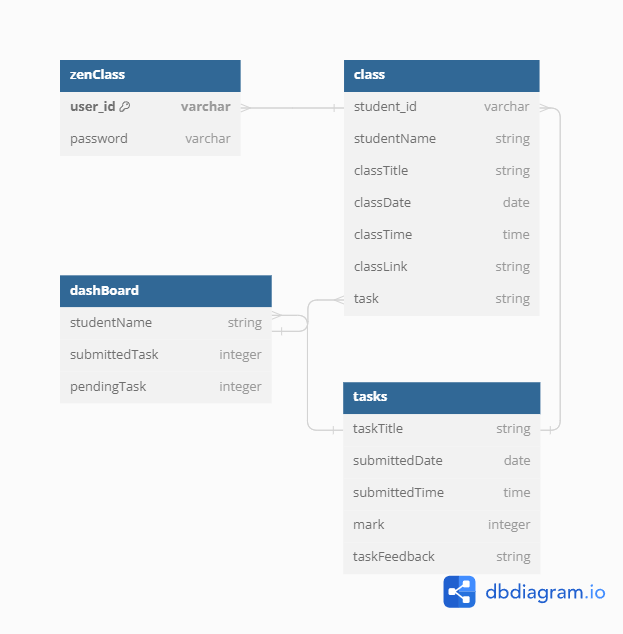 zenClass
user_id varchar
password varchar
class
student_id varchar
studentName string
classTitle string
classDate date
classTime time
classLink string
task string
dashBoard
studentName string
submittedTask integer
pendingTask integer
tasks
taskTitle string
submittedDate date
submittedTime time
mark integer
taskFeedback string
dbdiagram.io